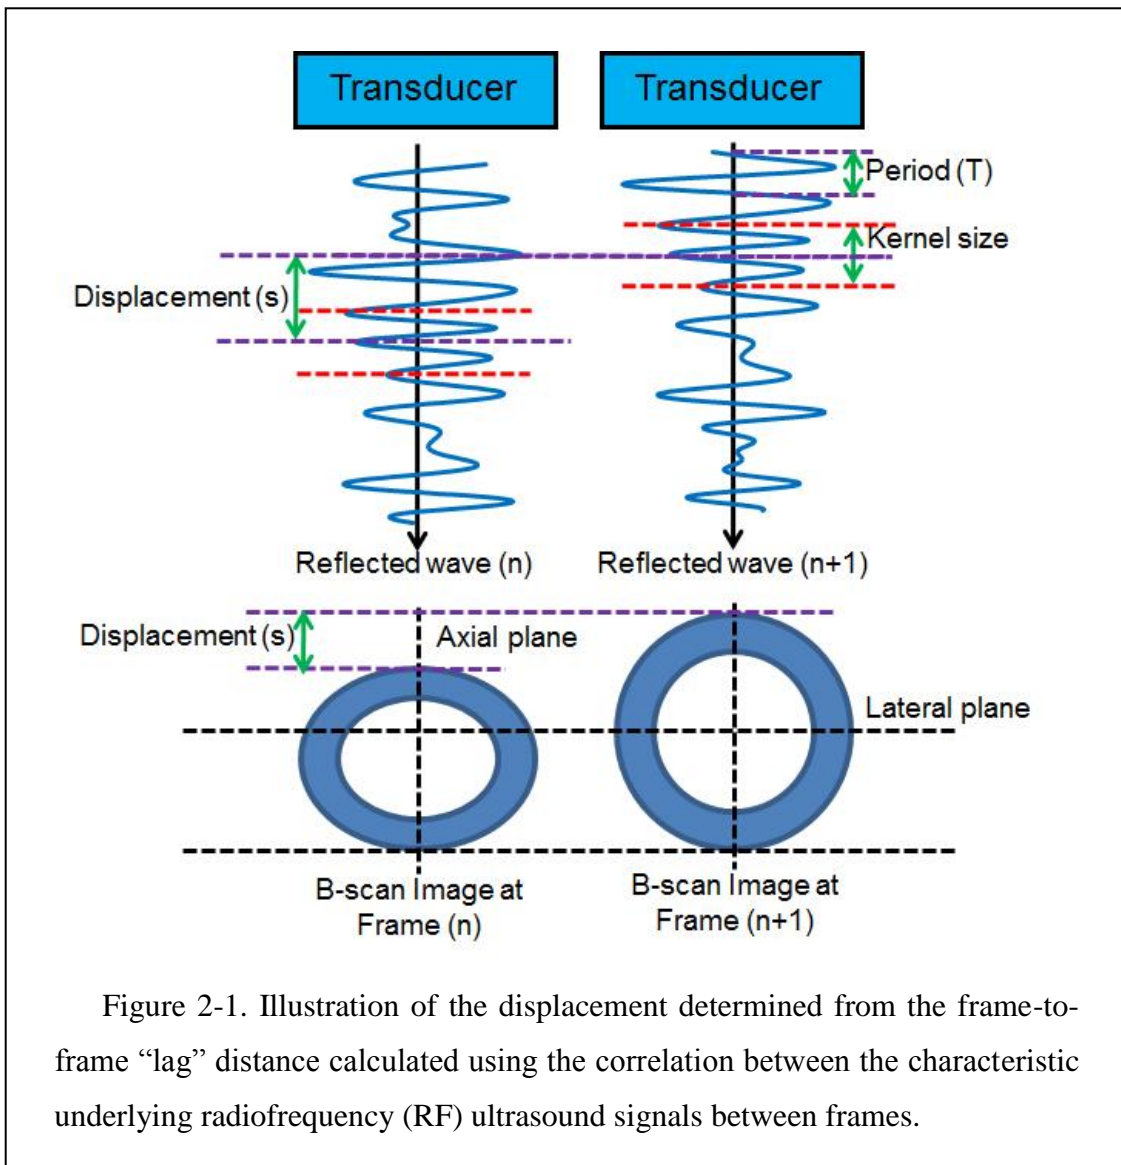 Transducer
Transducer
Period (T)
Kernel size
Displacement (s)
Reflected wave (n)
Reflected wave (n+1)
Displacement (s)
Axial plane
Lateral plane
B-scan Image at
Frame (n)
B-scan Image at
Frame (n+1)
Figure 2-1. Illustration of the displacement determined from the frame-to-
frame “lag” distance calculated using the correlation between the characteristic
underlying radiofrequency (RF) ultrasound signals between frames.